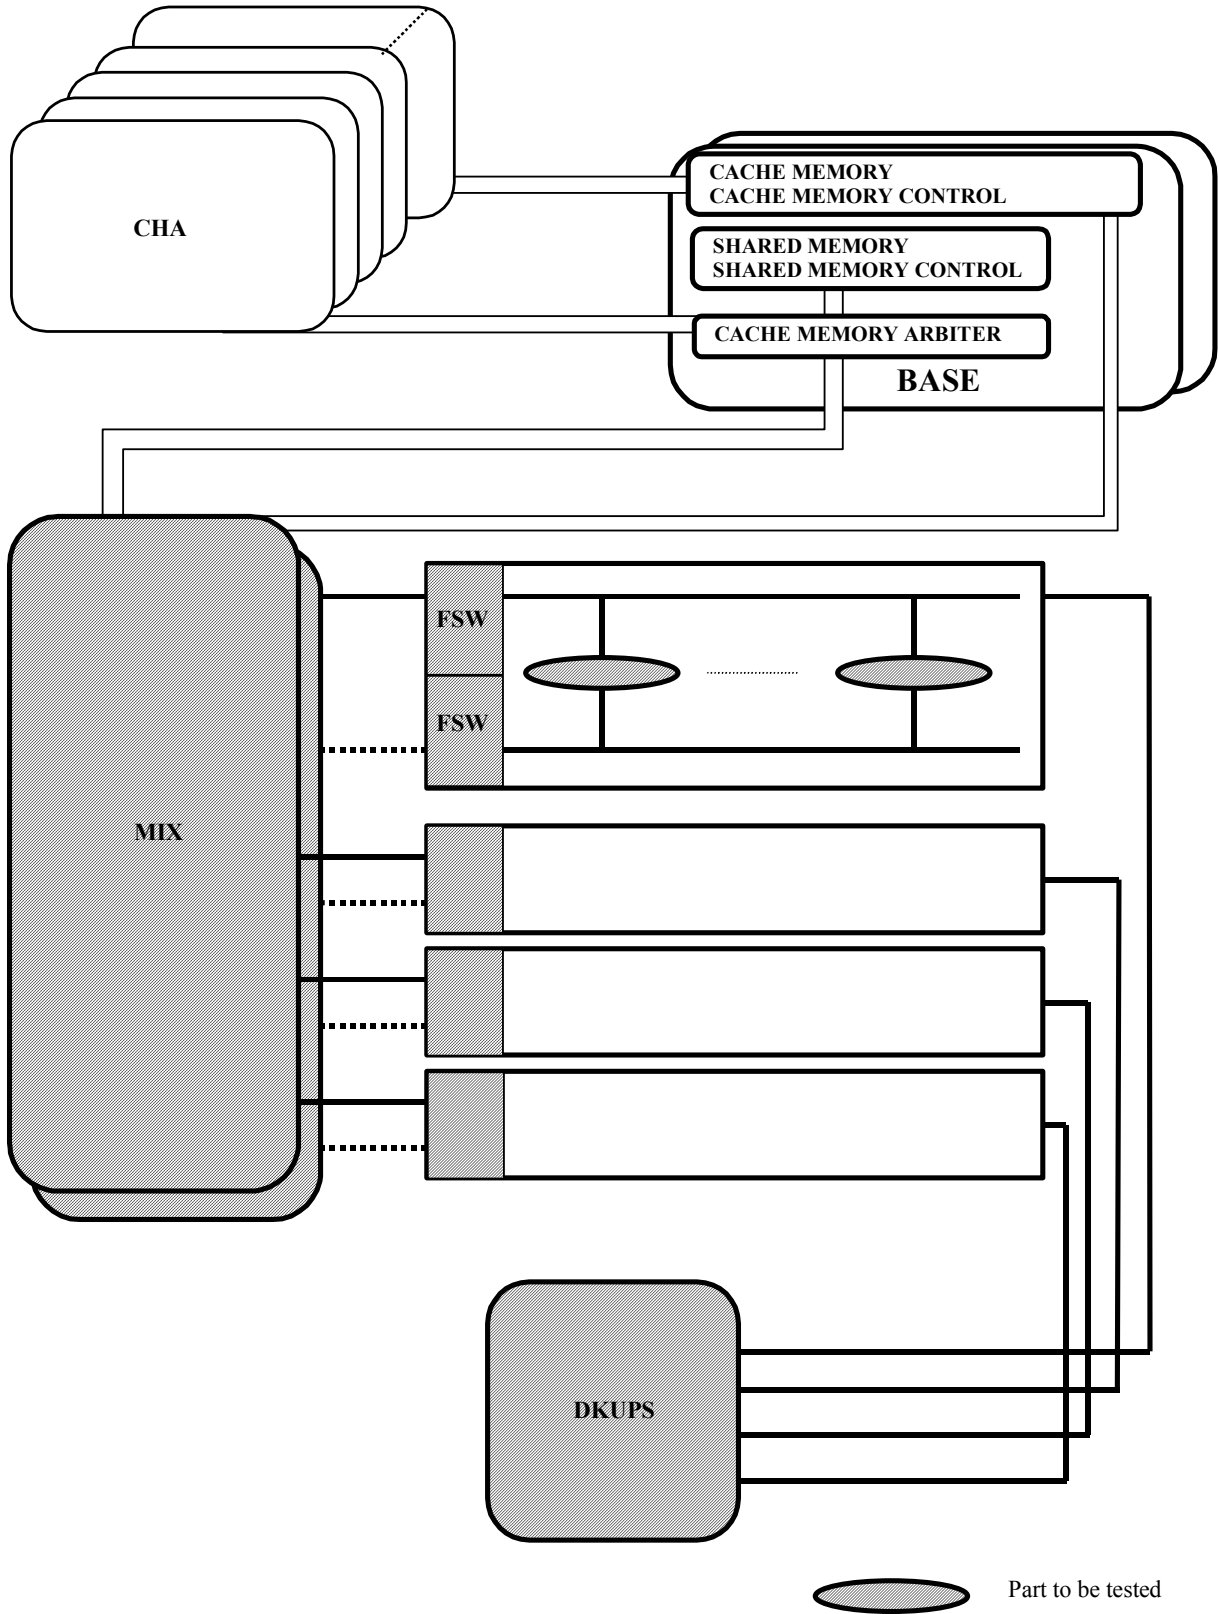 CHA
CACHE MEMORY
CACHE MEMORY CONTROL
SHARED MEMORY
SHARED MEMORY CONTROL
CACHE MEMORY ARBITER
BASE
FSW
FSW
MIX
DKUPS
Part to be tested